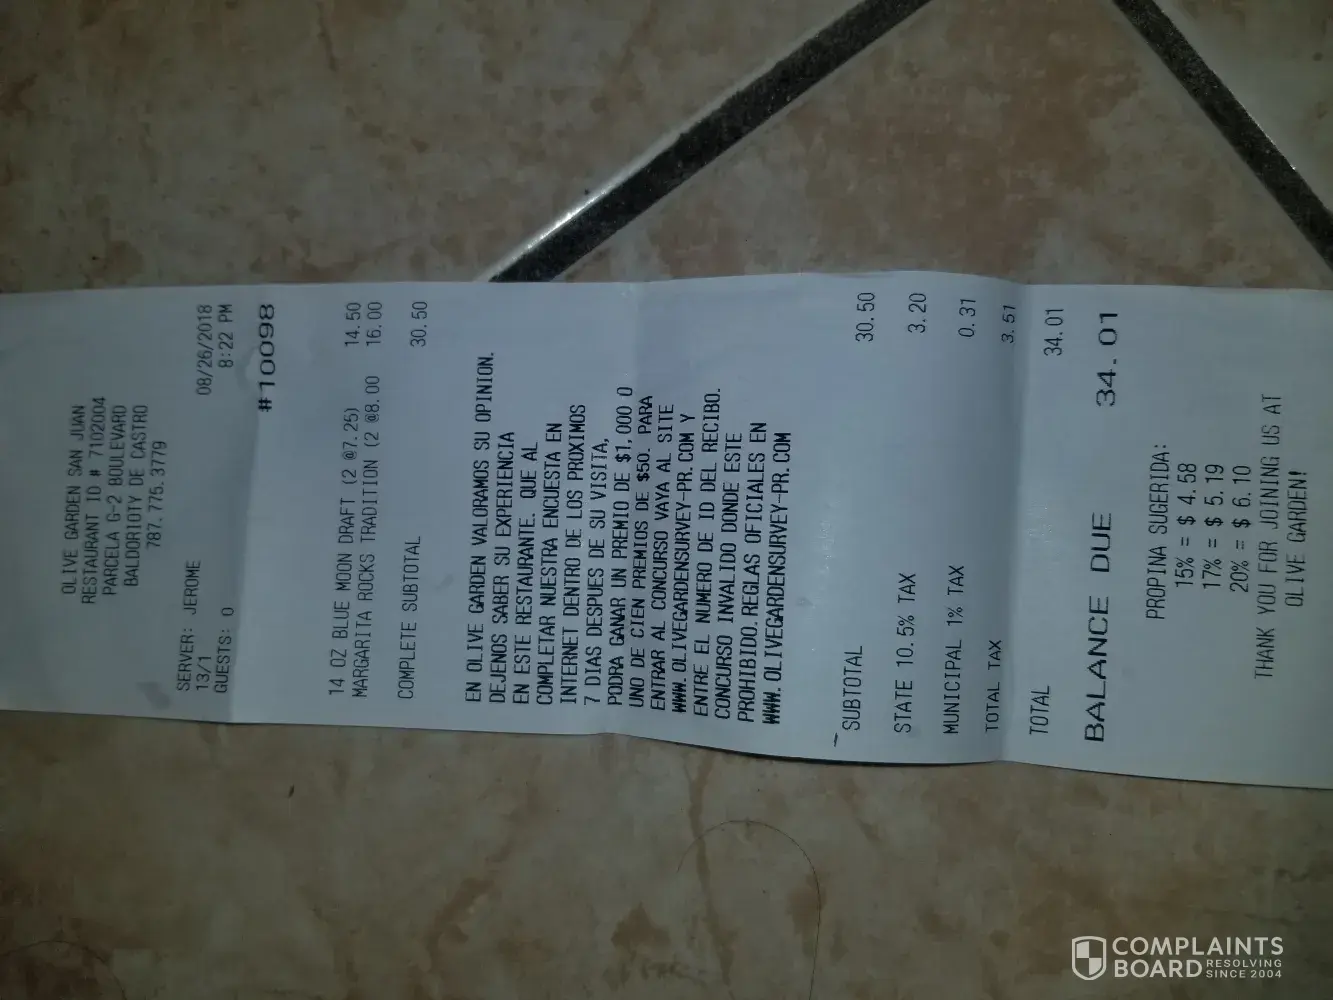 OLIVE GARDEN SAN JUAN
RESTAURANT ID # 7102004
PARCELA G-2 BOULEVARD
BALDORIOTY DE CASTRO
787.775.3779
SERVER: JEROME 08/26/2018
13/1 8:22 PM
GUESTS: 0
#10098
14 OZ BLUE MOON DRAFT (2 @7.25) 14.50
MARGARITA ROCKS TRADITION (2 @8.00 16.00
COMPLETE SUBTOTAL 30.50
EN OLIVE GARDEN VALORAMOS SU OPINION.
DEJENOS SABER SU EXPERIENCIA
EN ESTE RESTAURANTE. QUE AL
COMPLETAR NUESTRA ENCUESTA EN
INTERNET DENTRO DE LOS PROXIMOS
7 DIAS DESPUES DE SU VISITA,
PODRA GANAR UN PREMIO DE $1,000 O
UNO DE CIEN PREMIOS DE $50. PARA
ENTRAR AL CONCURSO VAYA AL SITE
WWW.OLIVEGARDENSURVEY-PR.COM Y
ENTRE EL NUMERO DE ID DEL RECIBO.
CONCURSO INVALIDO DONDE ESTE
PROHIBIDO.REGLAS OFICIALES EN
WWW.OLIVEGARDENSURVEY-PR.COM
SUBTOTAL 30.50
STATE 10.5% TAX 3.20
MUNICIPAL 1% TAX 0.31
TOTAL TAX 3.51
TOTAL 34.01
BALANCE DUE 34.01
PROPINA SUGERIDA:
15% = $ 4.58
17% = $ 5.19
20% = $ 6.10
THANK YOU FOR JOINING US AT
OLIVE GARDEN!
COMPLAINTS
BOARD RESOLVING
SINCE 2004